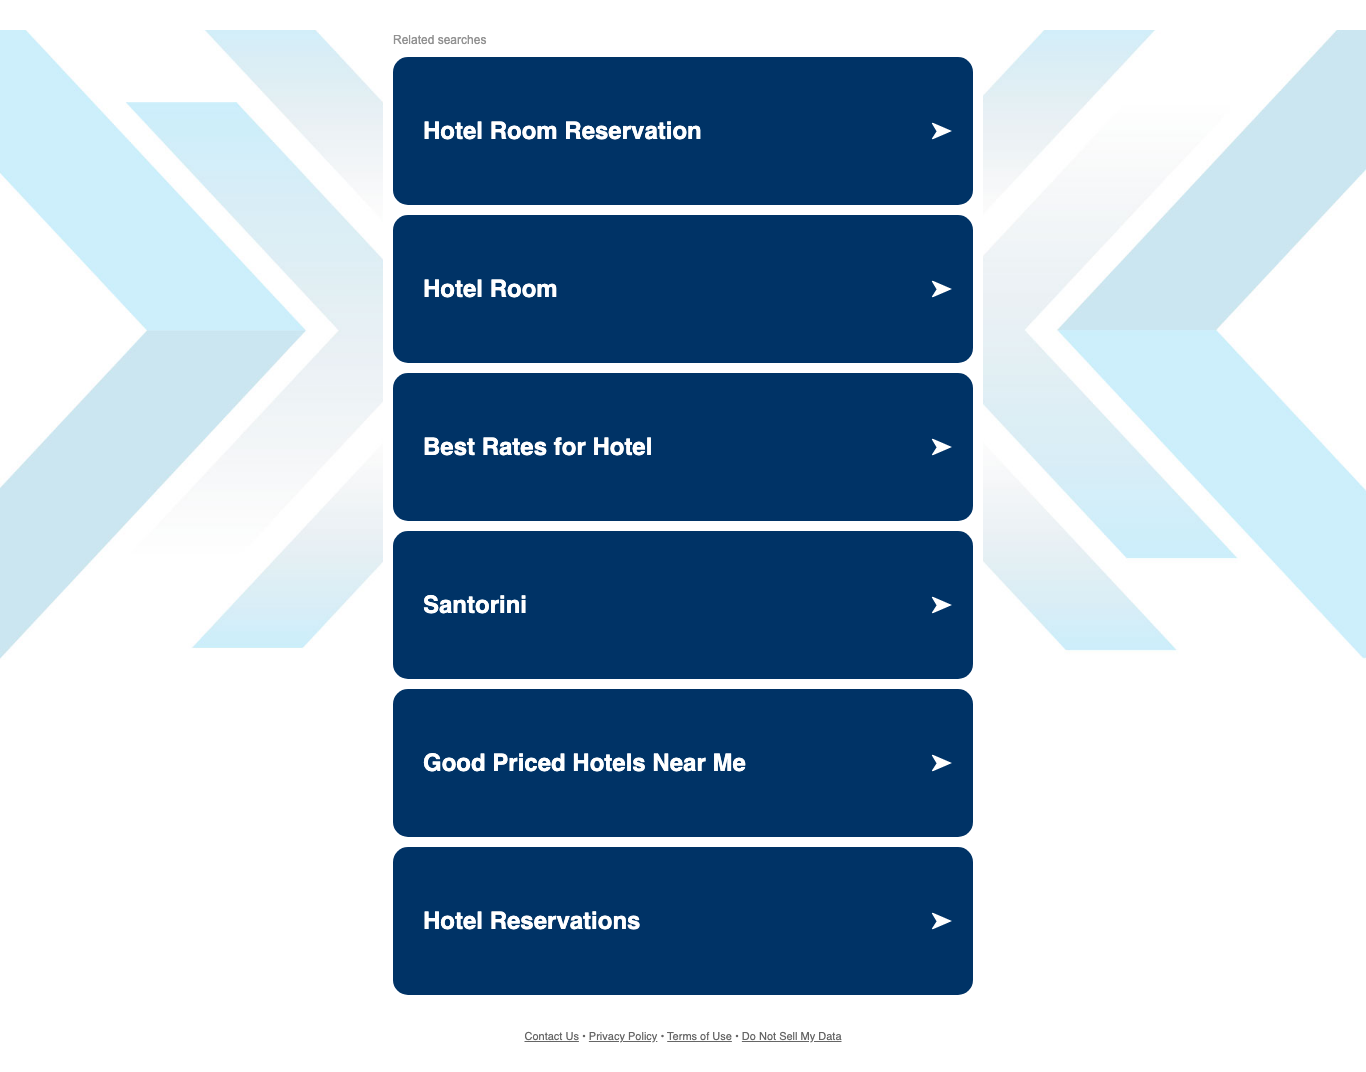 Related searches
Hotel Room Reservation
Hotel Room
Best Rates for Hotel
Santorini
Good Priced Hotels Near Me
Hotel Reservations
Contact Us • Privacy Policy • Terms of Use • Do Not Sell My Data